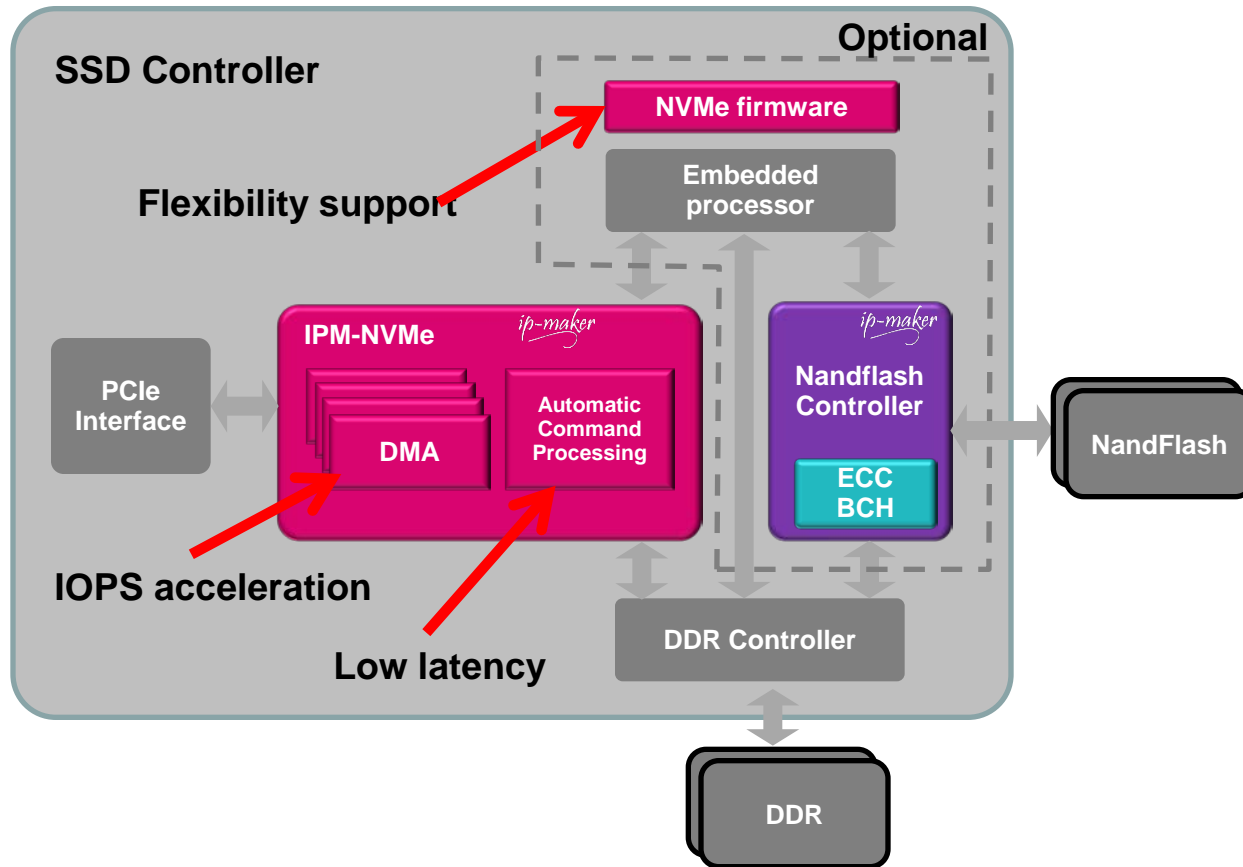 Optional
SSD Controller
NVMe firmware
Embedded
processor
Flexibility support
IPM-NVMe
ip-maker
ip-maker
PCIe
Interface
DMA
Automatic
Command
Processing
Nandflash
Controller
ECC
BCH
NandFlash
IOPS acceleration
Low latency
DDR Controller
DDR